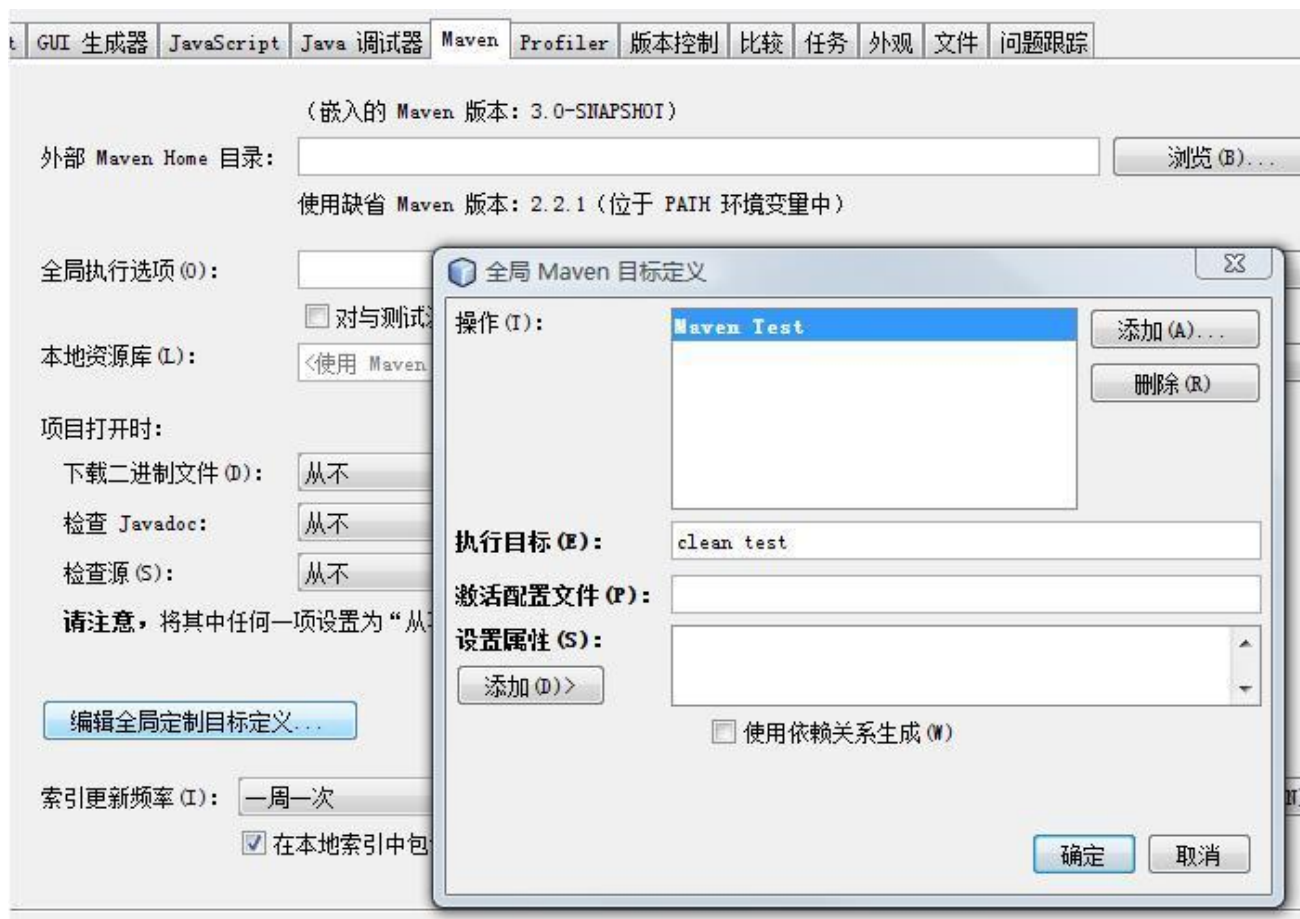 GUI 生成器 JavaScript Java 调试器 Maven Profiler 版本控制 比较 任务 外观 文件 问题跟踪
（嵌入的 Maven 版本: 3.0-SNAPSHOT）
外部 Maven Home 目录: 浏览(B)...
使用缺省 Maven 版本: 2.2.1（位于 PATH 环境变量中）
全局执行选项(O):
对与测试
本地资源库(L): <使用 Maven
项目打开时:
下载二进制文件(D): 从不
检查 Javadoc: 从不
检查源(S): 从不
请注意，将其中任何一项设置为“从
编辑全局定制目标定义...
索引更新频率(I): 一周一次
在本地索引中包
全局 Maven 目标定义
操作(T): Maven Test 添加(A)...
删除(R)
执行目标(E): clean test
激活配置文件(P):
设置属性(S):
添加(D)>
使用依赖关系生成(W)
确定 取消